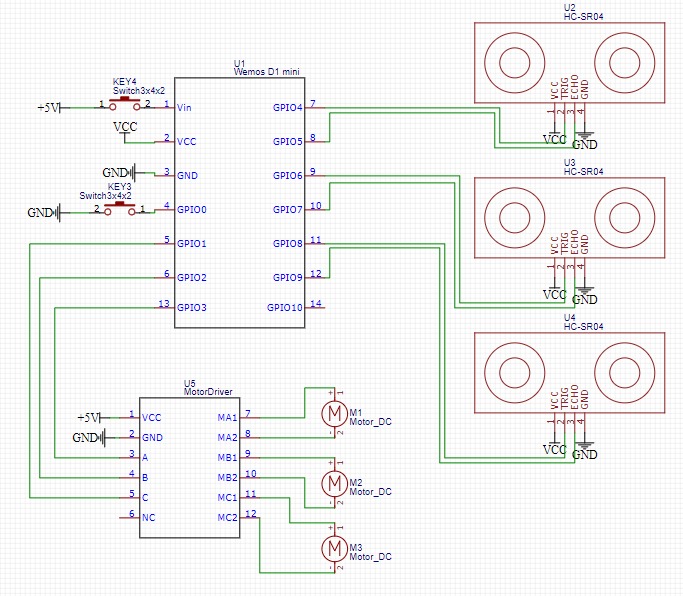 U2
HC-SR04
VCC
TRIG
ECHO
GND
1
2
3
4
VCC
GND
U1
Wemos D1 mini
KEY4
Switch3x4x2
+5V
1
2
1
Vin
GPIO4
7
VCC
2
VCC
GPIO5
8
U3
HC-SR04
VCC
TRIG
ECHO
GND
1
2
3
4
VCC
GND
GND
3
GND
GPIO6
9
KEY3
Switch3x4x2
GND
2
1
4
GPIO0
GPIO7
10
5
GPIO1
GPIO8
11
6
GPIO2
GPIO9
12
13
GPIO3
GPIO10
14
U4
HC-SR04
VCC
TRIG
ECHO
GND
1
2
3
4
VCC
GND
U5
MotorDriver
+5V
1
VCC
MA1
7
GND
2
GND
MA2
8
3
A
MB1
9
4
B
MB2
10
5
C
MC1
11
6
NC
MC2
12
+
1
M
M1
Motor_DC
-
2
+
1
M
M2
Motor_DC
-
2
+
1
M
M3
Motor_DC
-
2